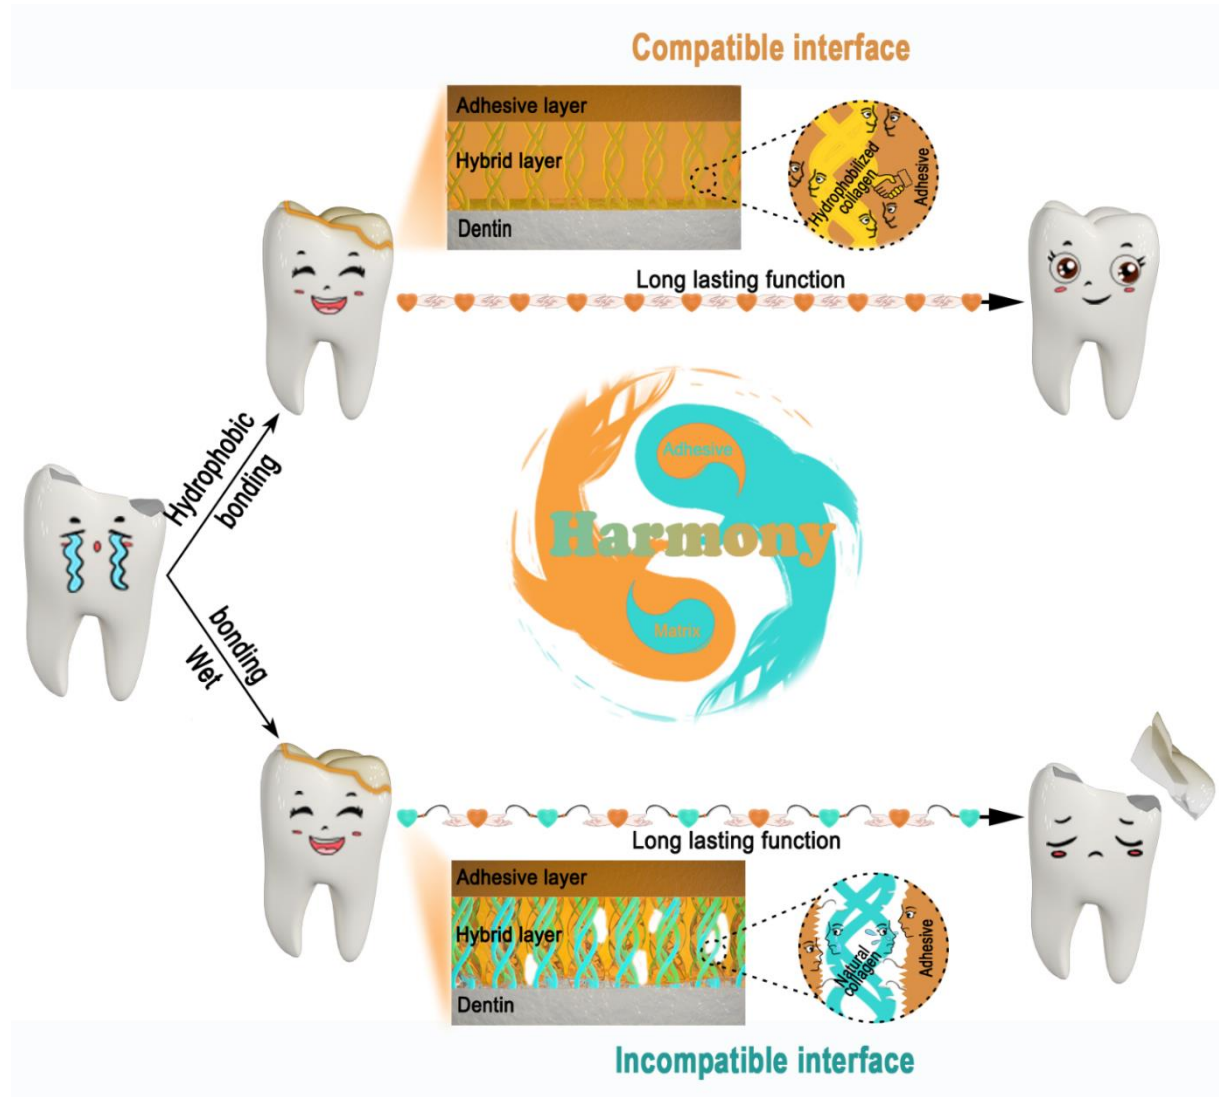 Compatible interface
Adhesive layer
Hybrid layer
Dentin
Hydrophobilized
collagen
Adhesive
Long lasting function
Hydrophobic
bonding
Adhesive
Harmony
Matrix
bonding
Wet
Long lasting function
Adhesive layer
Hybrid layer
Dentin
Natural
collagen
Adhesive
Incompatible interface